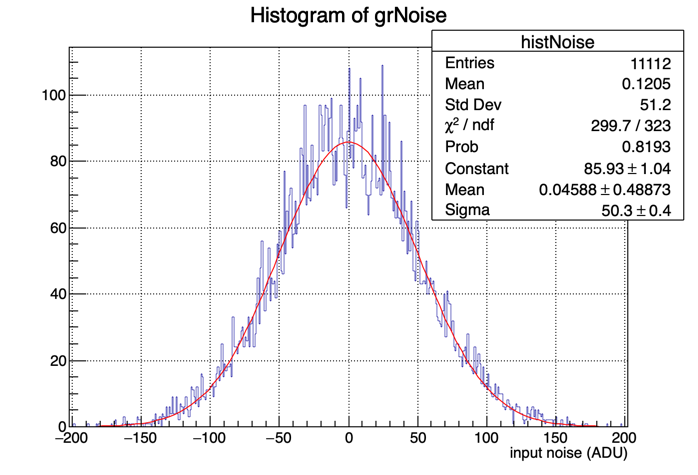 Histogram of grNoise
histNoise
Entries 11112
Mean 0.1205
Std Dev 51.2
χ² / ndf 299.7 / 323
Prob 0.8193
Constant 85.93 ± 1.04
Mean 0.04588 ± 0.48873
Sigma 50.3 ± 0.4
100
80
60
40
20
0
−200 −150 −100 −50 0 50 100 150 200
input noise (ADU)